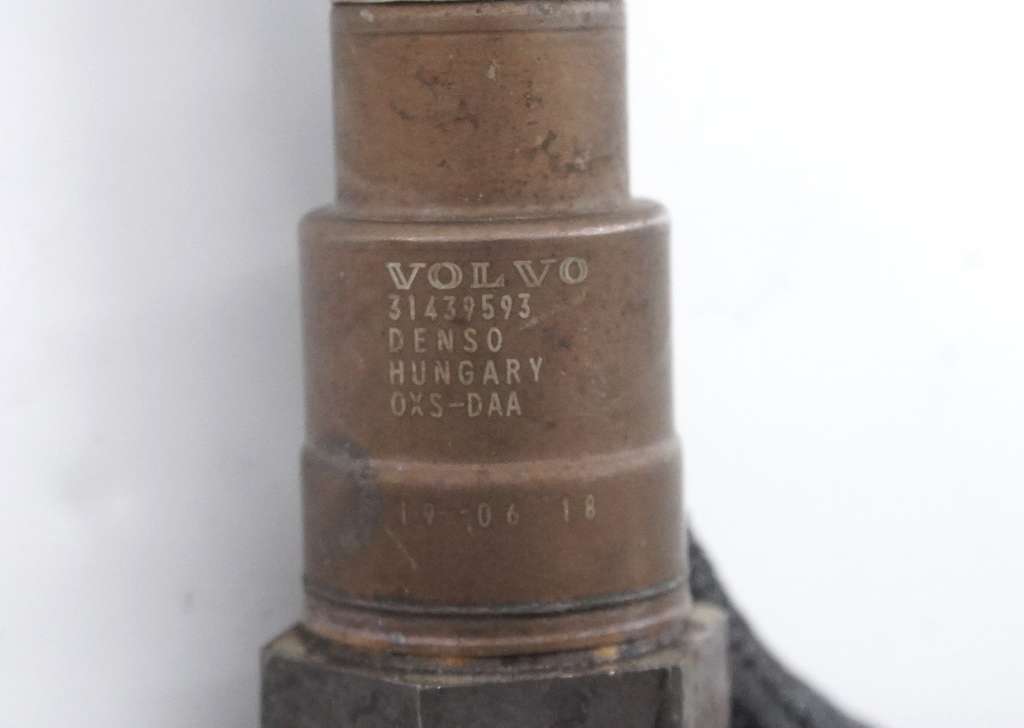 VOLVO
31439593
DENSO
HUNGARY
OXS-DAA
19 06 18